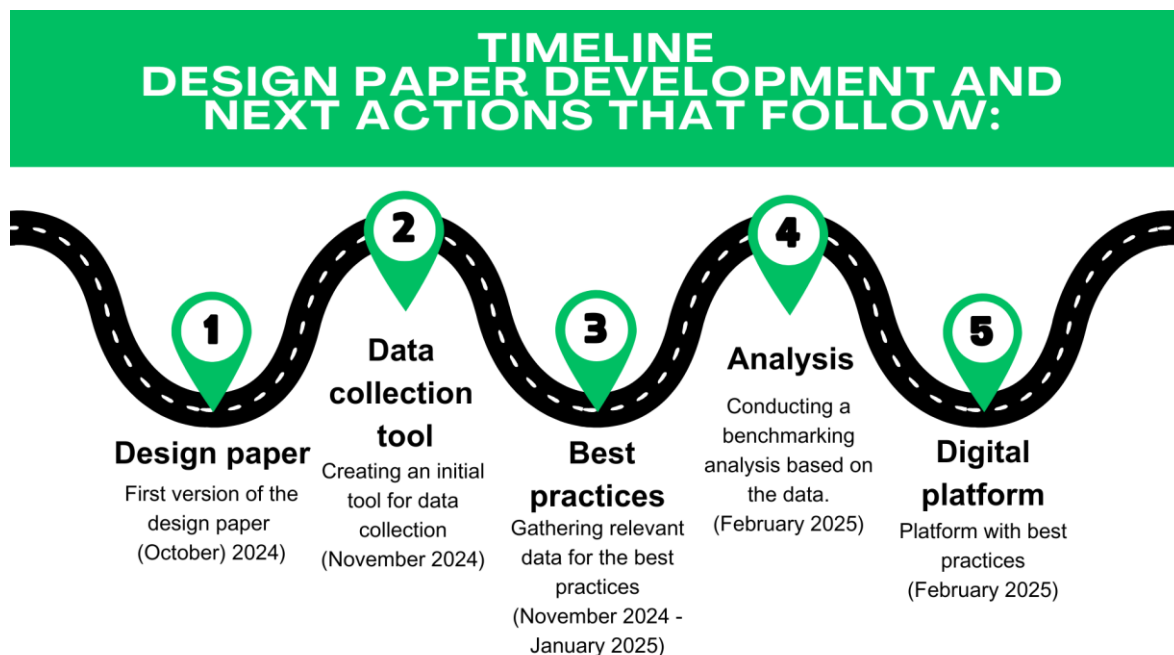 TIMELINE
DESIGN PAPER DEVELOPMENT AND
NEXT ACTIONS THAT FOLLOW:
1
Design paper
First version of the
design paper
(October) 2024)
2
Data
collection
tool
Creating an initial
tool for data
collection
(November 2024)
3
Best
practices
Gathering relevant
data for the best
practices
(November 2024 -
January 2025)
4
Analysis
Conducting a
benchmarking
analysis based on
the data.
(February 2025)
5
Digital
platform
Platform with best
practices
(February 2025)